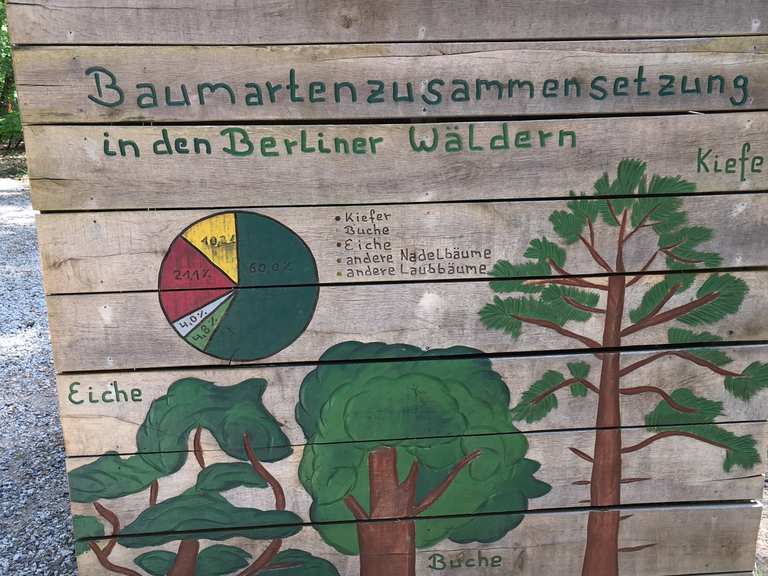 Baumartenzusammensetzung
in den Berliner Wäldern
Kiefe
• Kiefer
• Buche
• Eiche
• andere Nadelbäume
• andere Laubbäume
60,0%
21,1%
4,0%
4,8%
Eiche
Buche